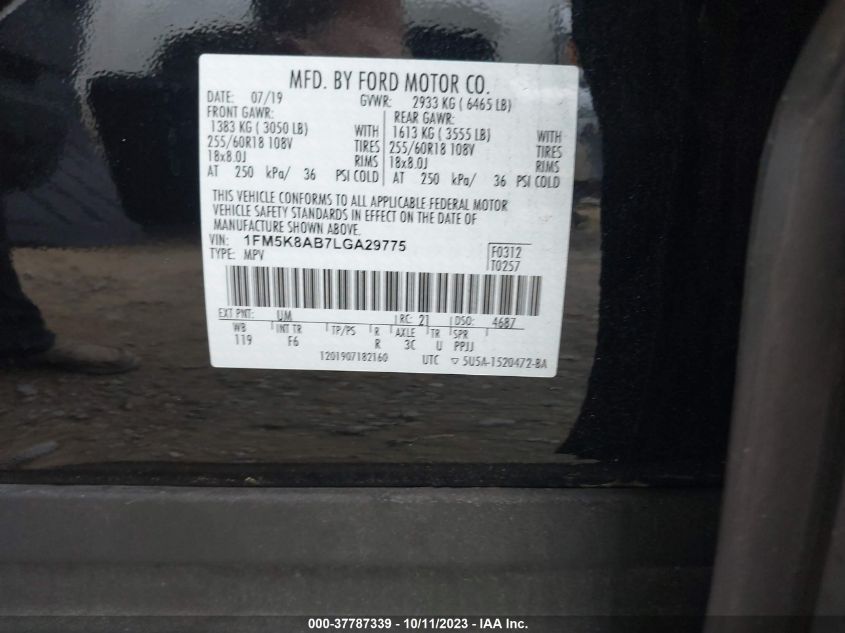 MFD. BY FORD MOTOR CO.
DATE: 07/19 GVWR: 2933 KG ( 6465 LB)
FRONT GAWR: REAR GAWR:
1383 KG ( 3050 LB) WITH 1613 KG ( 3555 LB) WITH
255/60R18 108V TIRES 255/60R18 108V TIRES
18x8.0J RIMS 18x8.0J RIMS
AT 250 kPa/ 36 PSI COLD AT 250 kPa/ 36 PSI COLD
THIS VEHICLE CONFORMS TO ALL APPLICABLE FEDERAL MOTOR
VEHICLE SAFETY STANDARDS IN EFFECT ON THE DATE OF
MANUFACTURE SHOWN ABOVE.
VIN: 1FM5K8AB7LGA29775 F0312
TYPE: MPV T0257
EXT PNT: UM RC: 21 DSO: 4687
WB INT TR TP/PS R AXLE TR SPR
119 F6 R 3C U PPJJ
1201907182160 UTC ▽ 5U5A-1520472-BA
000-37787339 - 10/11/2023 - IAA Inc.